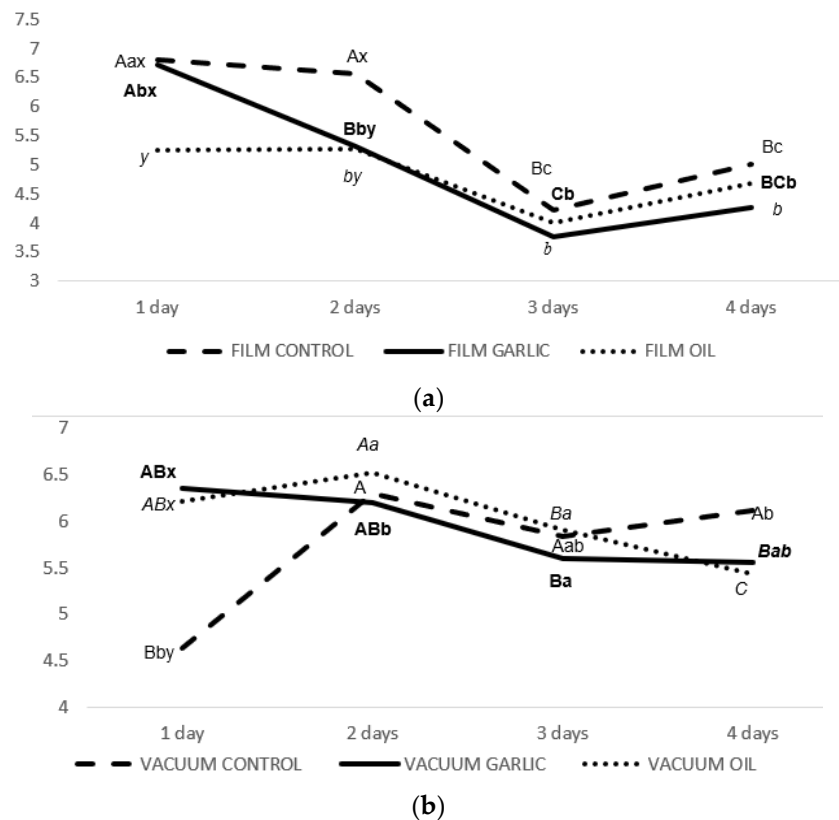 7.5
7
6.5
6
5.5
5
4.5
4
3.5
3
Aax
Ax
Abx
Bby
y
by
Bc
Cb
b
Bc
BCb
b
1 day 2 days 3 days 4 days
FILM CONTROL FILM GARLIC FILM OIL
(a)
7
6.5
6
5.5
5
4.5
4
ABx
ABx
Bby
Aa
A
ABb
Ba
Aab
Ba
Ab
Bab
C
1 day 2 days 3 days 4 days
VACUUM CONTROL VACUUM GARLIC VACUUM OIL
(b)